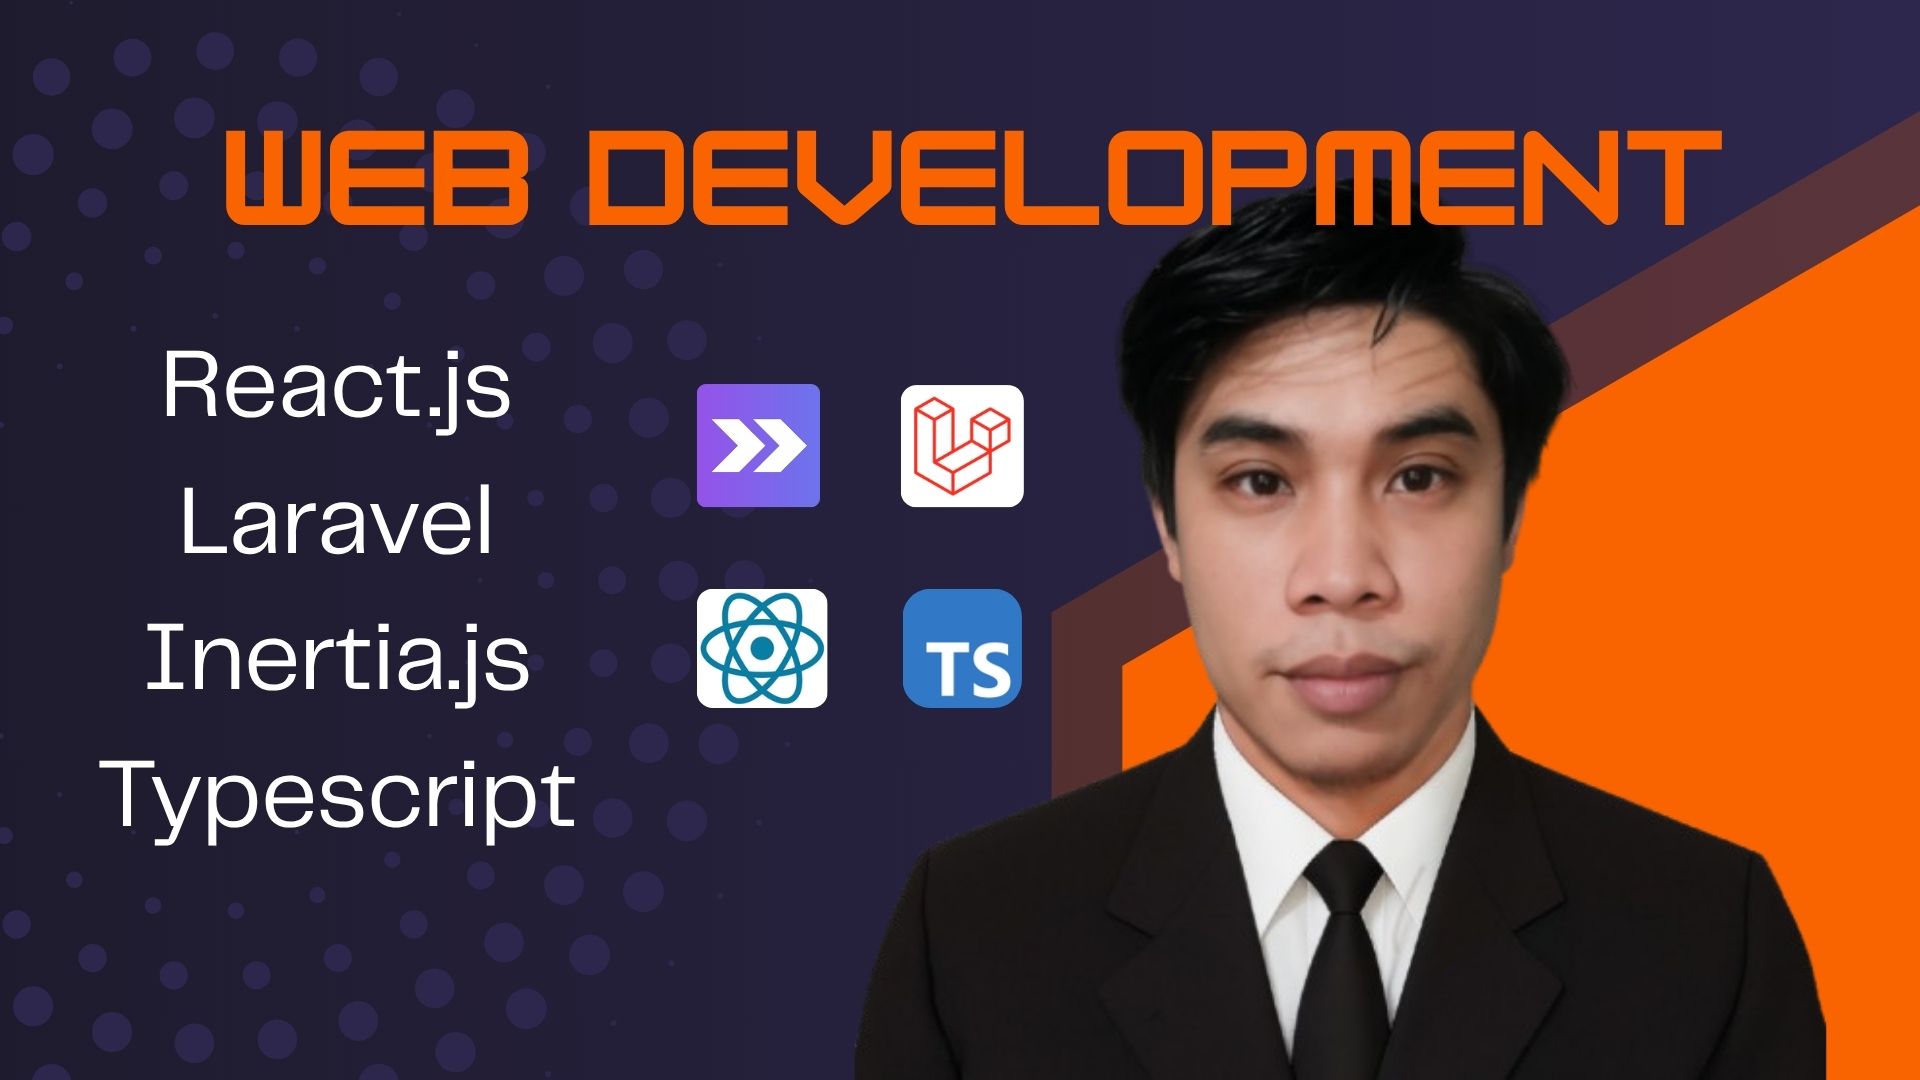 WEB DEVELOPMENT
React.js
Laravel
Inertia.js
Typescript
TS